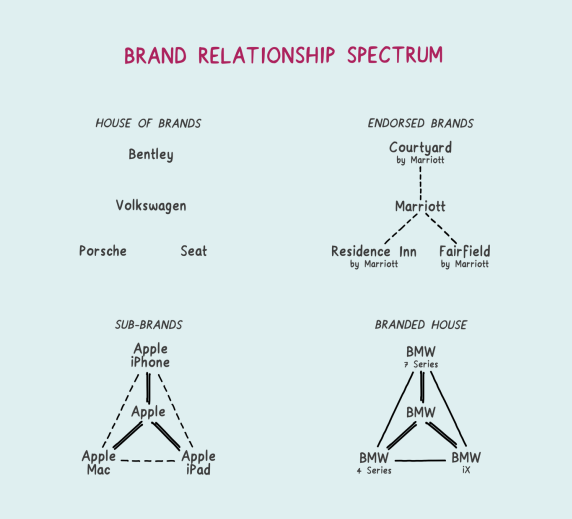 BRAND RELATIONSHIP SPECTRUM
HOUSE OF BRANDS
Bentley
Volkswagen
Porsche
Seat
ENDORSED BRANDS
Courtyard
by Marriott
Marriott
Residence Inn
by Marriott
Fairfield
by Marriott
SUB-BRANDS
Apple
iPhone
Apple
Apple
Mac
Apple
iPad
BRANDED HOUSE
BMW
7 Series
BMW
BMW
4 Series
BMW
iX